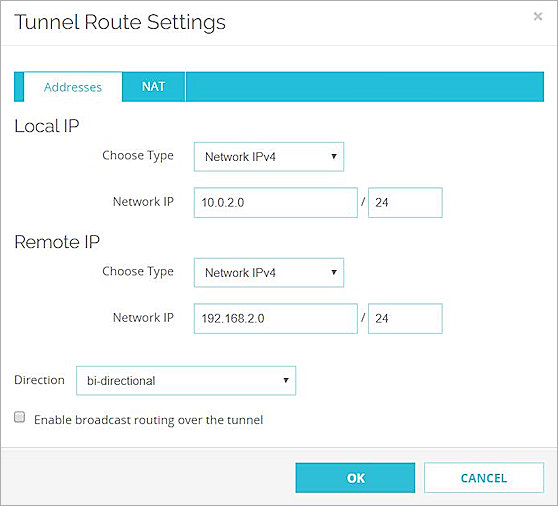 Tunnel Route Settings ×
Addresses NAT
Local IP
Choose Type Network IPv4
Network IP 10.0.2.0 / 24
Remote IP
Choose Type Network IPv4
Network IP 192.168.2.0 / 24
Direction bi-directional
Enable broadcast routing over the tunnel
OK CANCEL